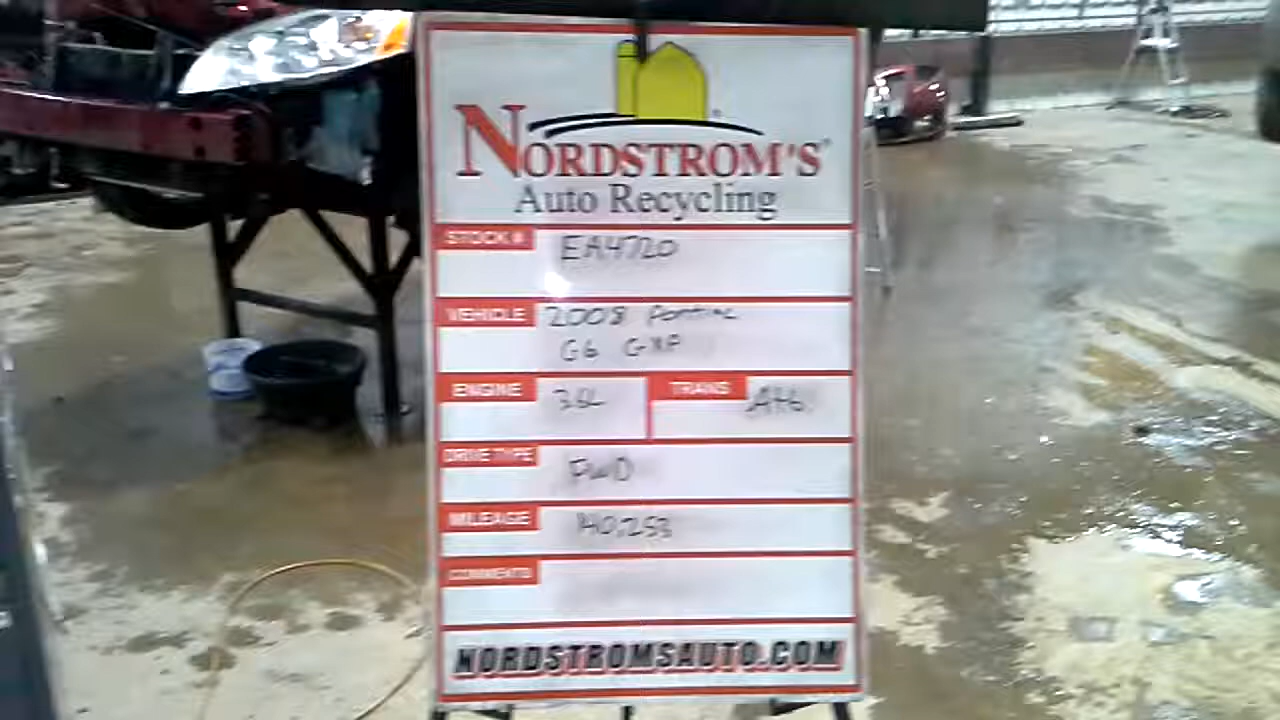 NORDSTROM'S
Auto Recycling
STOCK # EA4720
VEHICLE 2008 Pontiac
G6 GXP
ENGINE 3.6L TRANS AT6
DRIVE TYPE FWD
MILEAGE 140,253
COMMENTS
NORDSTROMSAUTO.COM